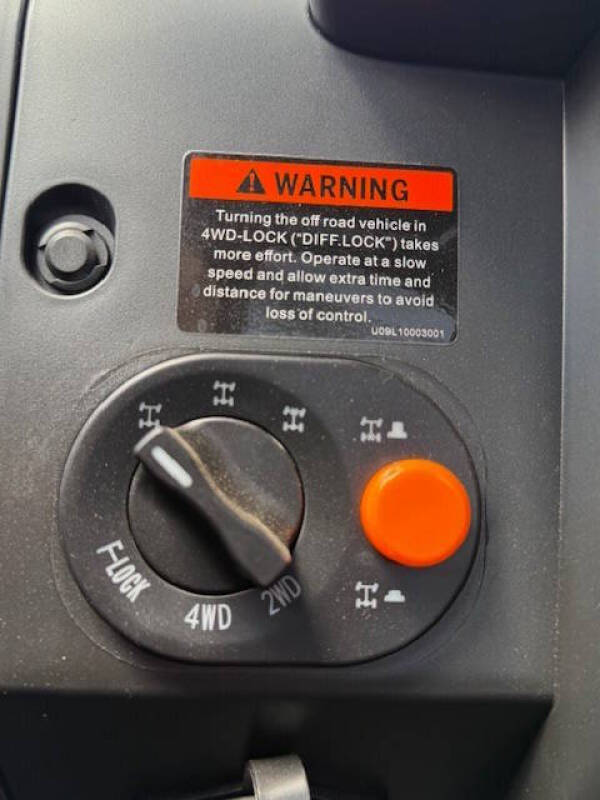 WARNING
Turning the off road vehicle in
4WD-LOCK ("DIFF.LOCK") takes
more effort. Operate at a slow
speed and allow extra time and
distance for maneuvers to avoid
loss of control.
U09L10003001
F-LOCK
4WD
2WD